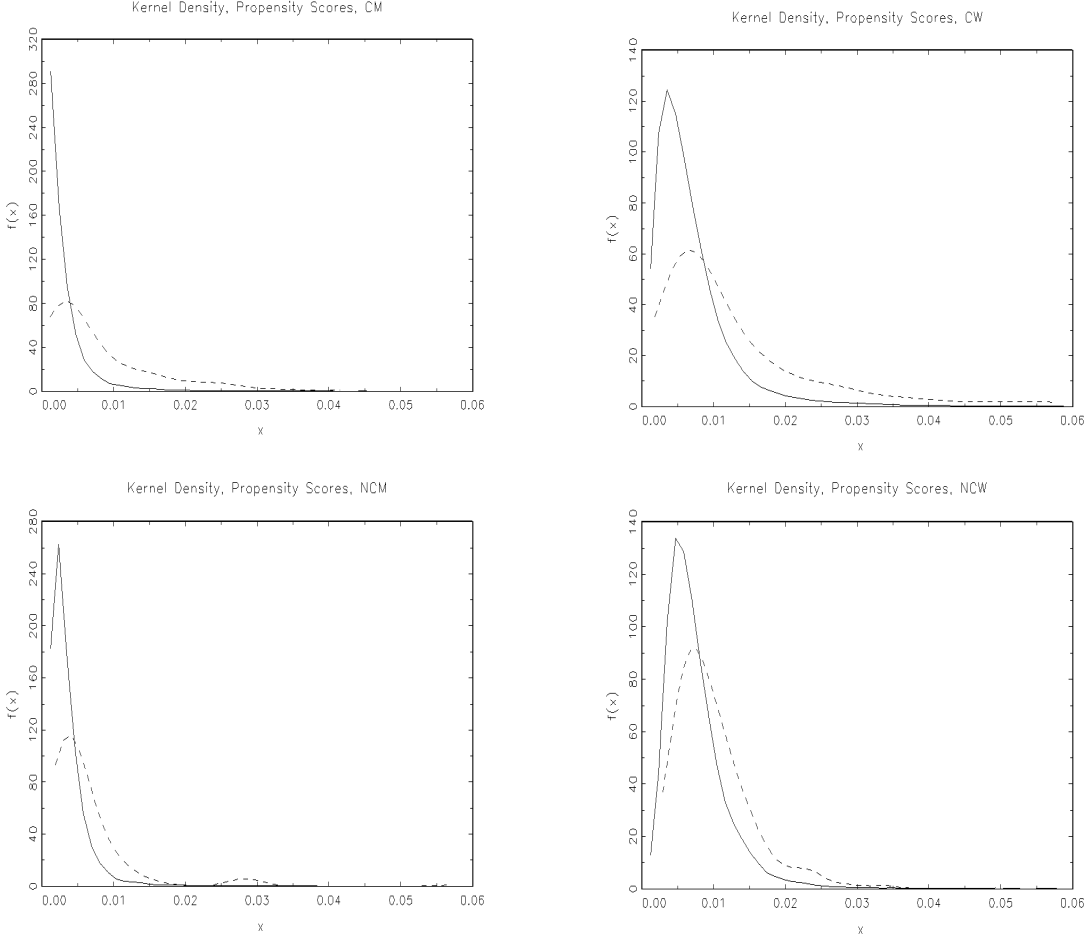 Kernel Density, Propensity Scores, CM
320
280
240
200
160
120
80
40
0
f(x)
0.00 0.01 0.02 0.03 0.04 0.05 0.06
x
Kernel Density, Propensity Scores, CW
140
120
100
80
60
40
20
0
f(x)
0.00 0.01 0.02 0.03 0.04 0.05 0.06
x
Kernel Density, Propensity Scores, NCM
280
240
200
160
120
80
40
0
f(x)
0.00 0.01 0.02 0.03 0.04 0.05 0.06
x
Kernel Density, Propensity Scores, NCW
140
120
100
80
60
40
20
0
f(x)
0.00 0.01 0.02 0.03 0.04 0.05 0.06
x